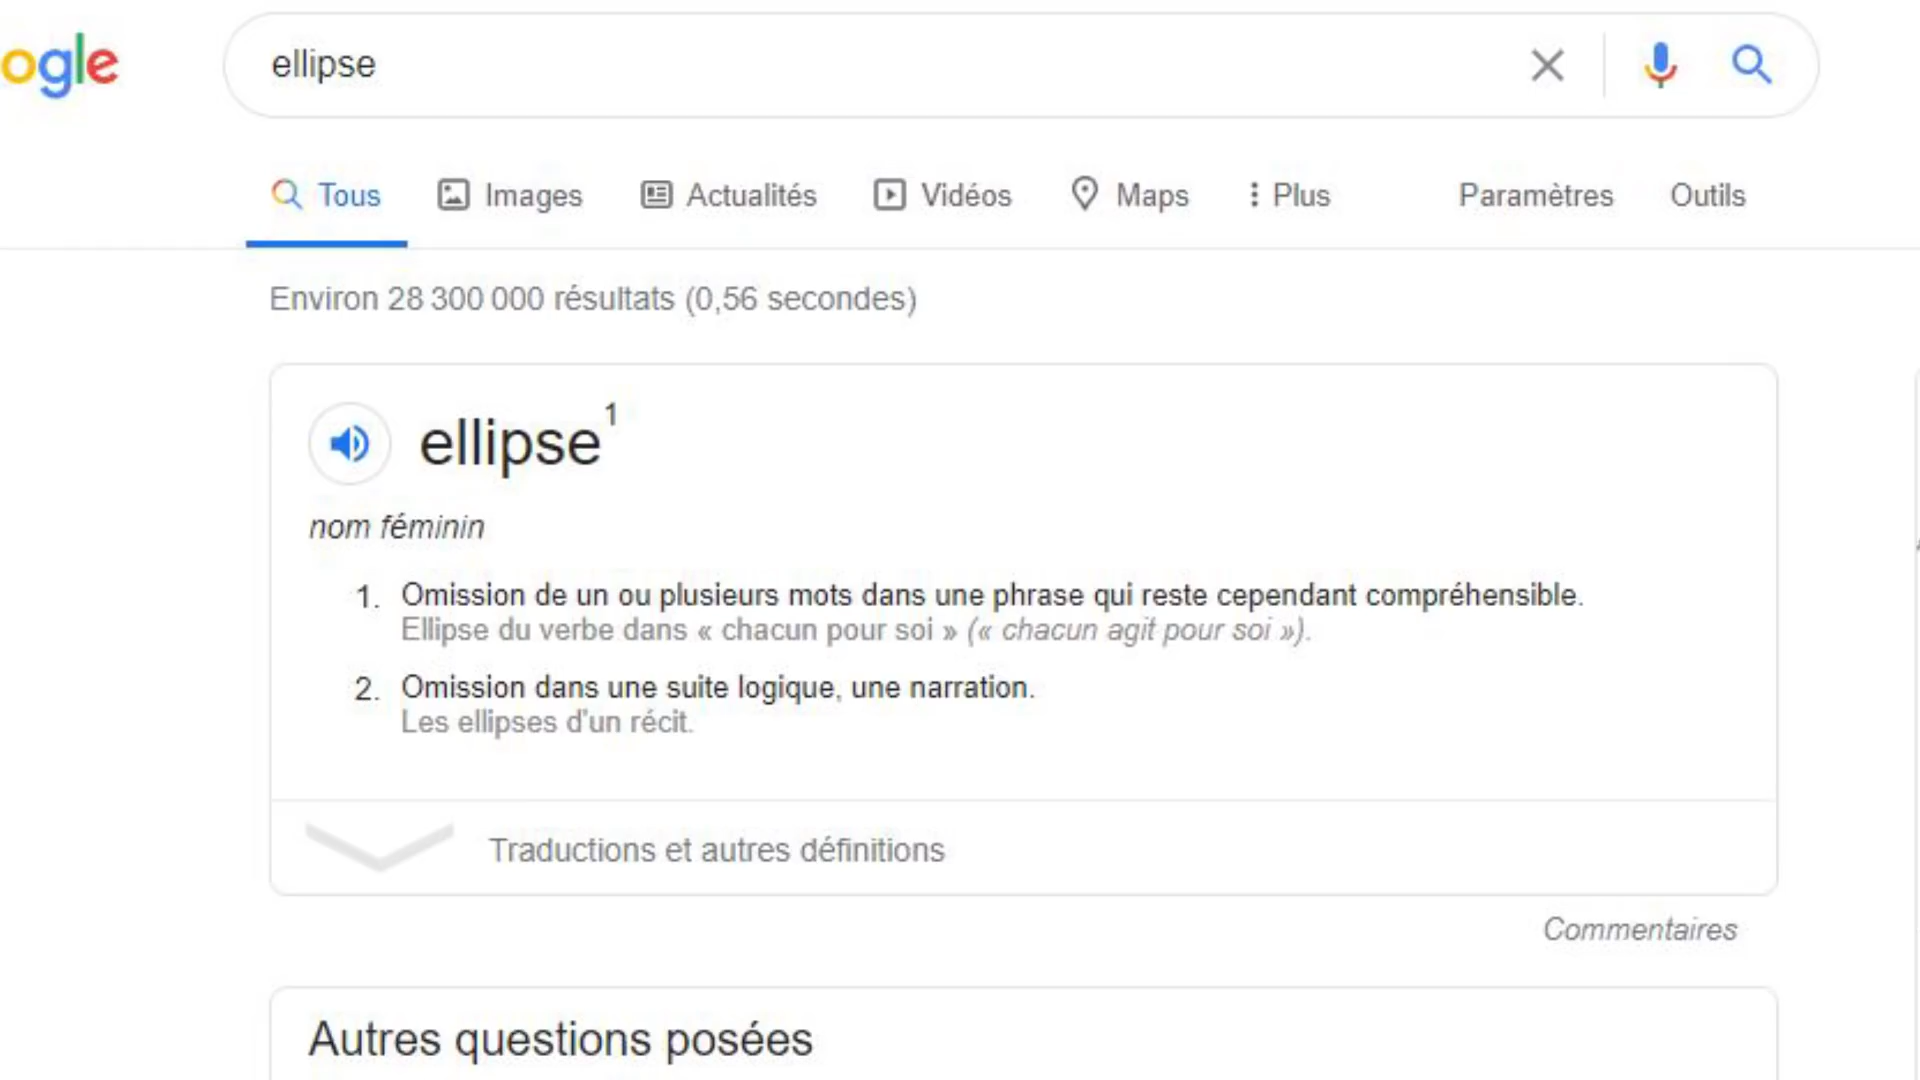 ogle
ellipse
Tous Images Actualités Vidéos Maps Plus Paramètres Outils
Environ 28 300 000 résultats (0,56 secondes)
ellipse¹
nom féminin
1. Omission de un ou plusieurs mots dans une phrase qui reste cependant compréhensible.
Ellipse du verbe dans « chacun pour soi » (« chacun agit pour soi »).
2. Omission dans une suite logique, une narration.
Les ellipses d'un récit.
Traductions et autres définitions
Commentaires
Autres questions posées